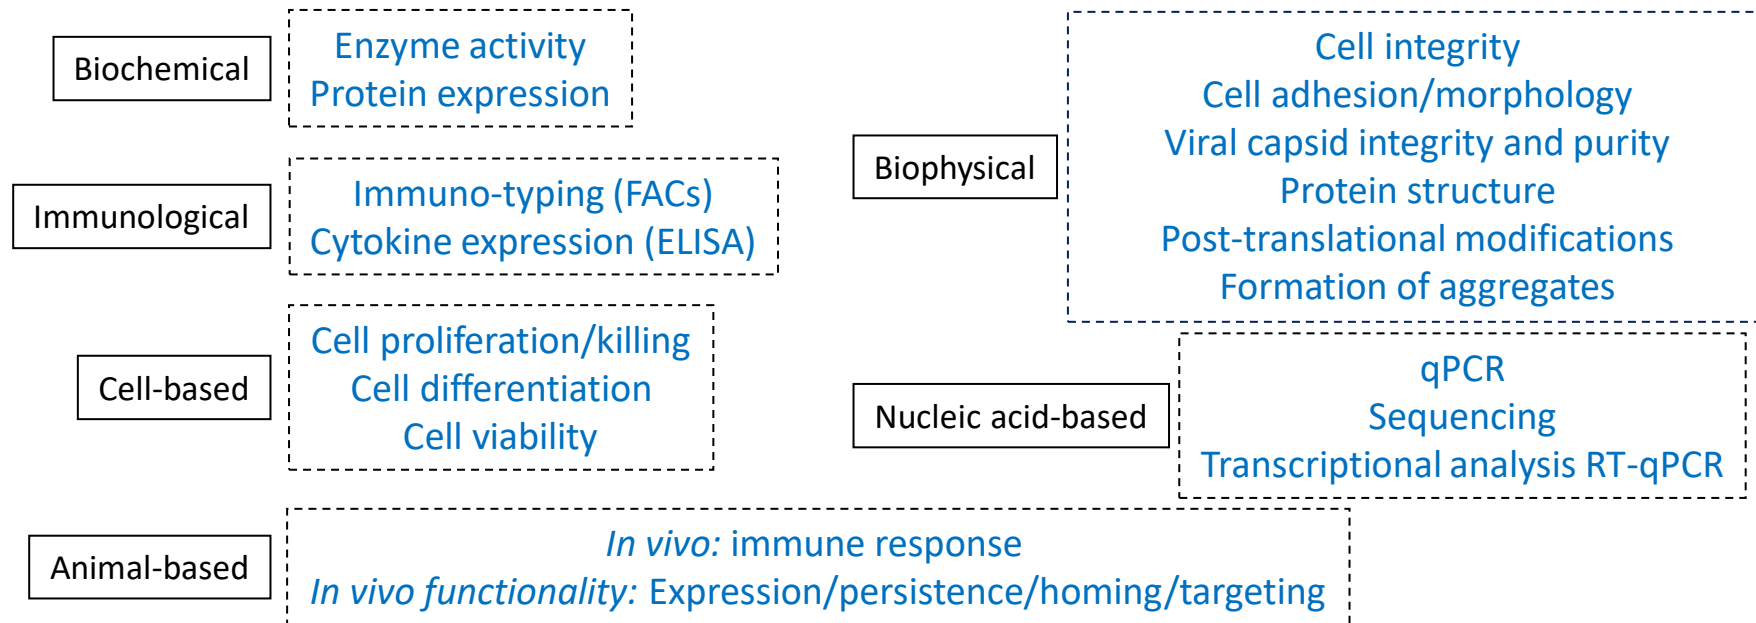 Biochemical
Enzyme activity
Protein expression
Immunological
Immuno-typing (FACs)
Cytokine expression (ELISA)
Cell-based
Cell proliferation/killing
Cell differentiation
Cell viability
Animal-based
In vivo: immune response
In vivo functionality: Expression/persistence/homing/targeting
Biophysical
Cell integrity
Cell adhesion/morphology
Viral capsid integrity and purity
Protein structure
Post-translational modifications
Formation of aggregates
Nucleic acid-based
qPCR
Sequencing
Transcriptional analysis RT-qPCR